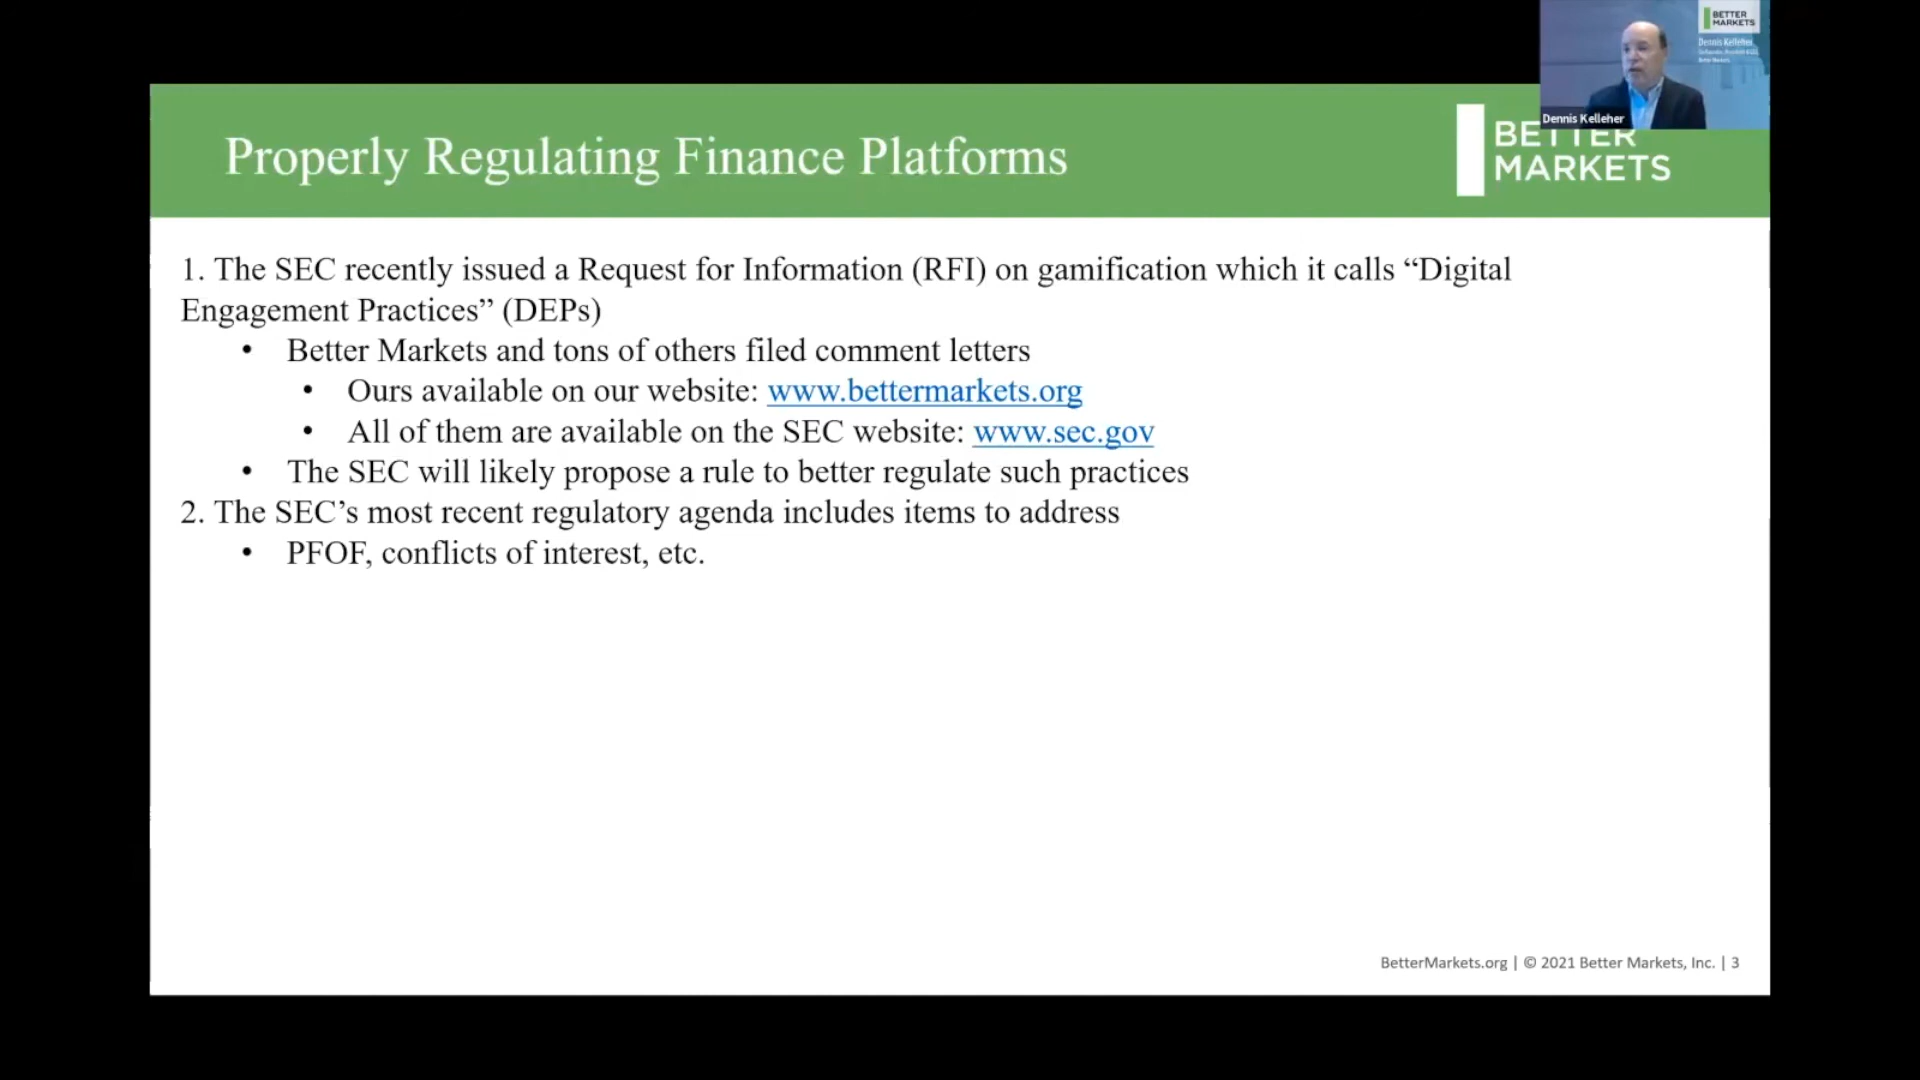 BETTER
MARKETS
Dennis Kelleher
Dennis Kelleher
Properly Regulating Finance Platforms
BETTER
MARKETS
1. The SEC recently issued a Request for Information (RFI) on gamification which it calls “Digital
Engagement Practices” (DEPs)
• Better Markets and tons of others filed comment letters
• Ours available on our website: www.bettermarkets.org
• All of them are available on the SEC website: www.sec.gov
• The SEC will likely propose a rule to better regulate such practices
2. The SEC’s most recent regulatory agenda includes items to address
• PFOF, conflicts of interest, etc.
BetterMarkets.org | © 2021 Better Markets, Inc. | 3